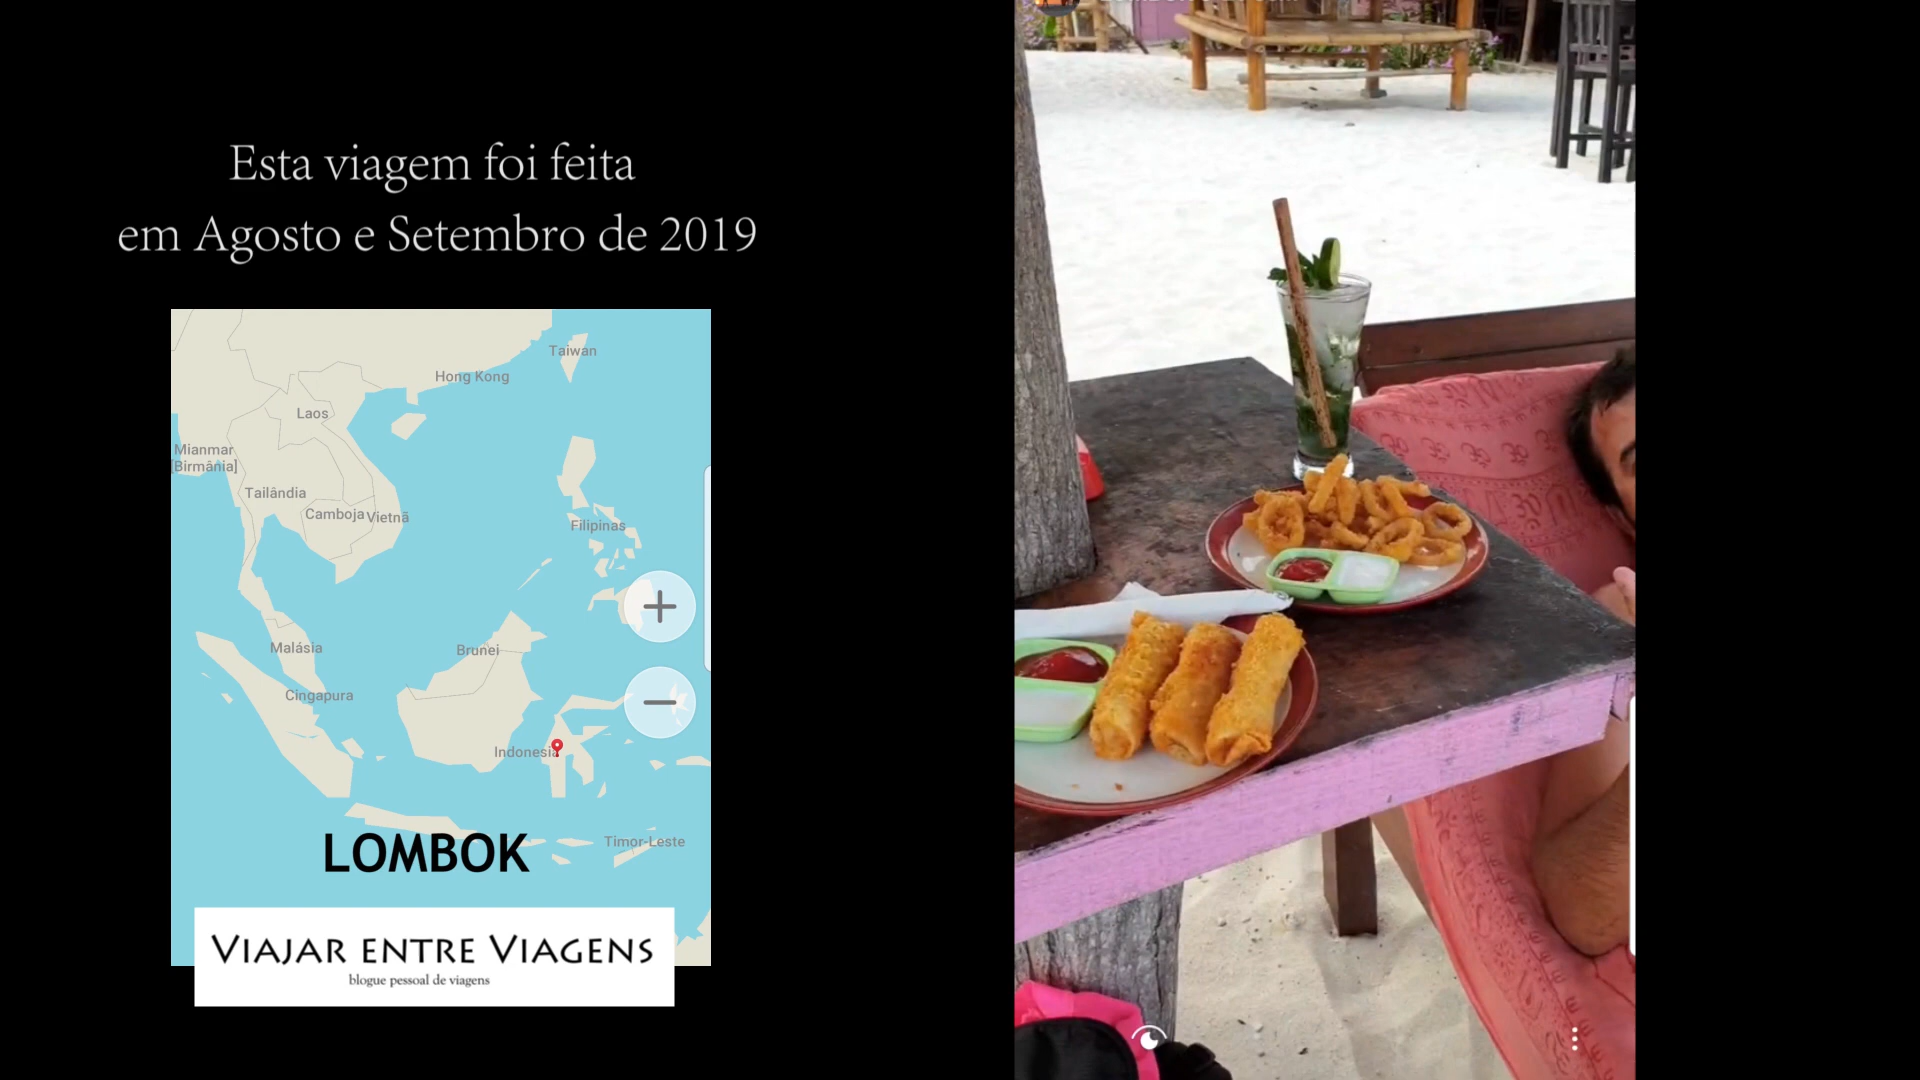 Esta viagem foi feita
em Agosto e Setembro de 2019
Taiwan
Hong Kong
Laos
Mianmar
[Birmânia]
Tailândia
Camboja
Vietnã
Filipinas
Malásia
Brunei
Cingapura
Indonesia
Timor-Leste
LOMBOK
VIAJAR ENTRE VIAGENS
blogue pessoal de viagens